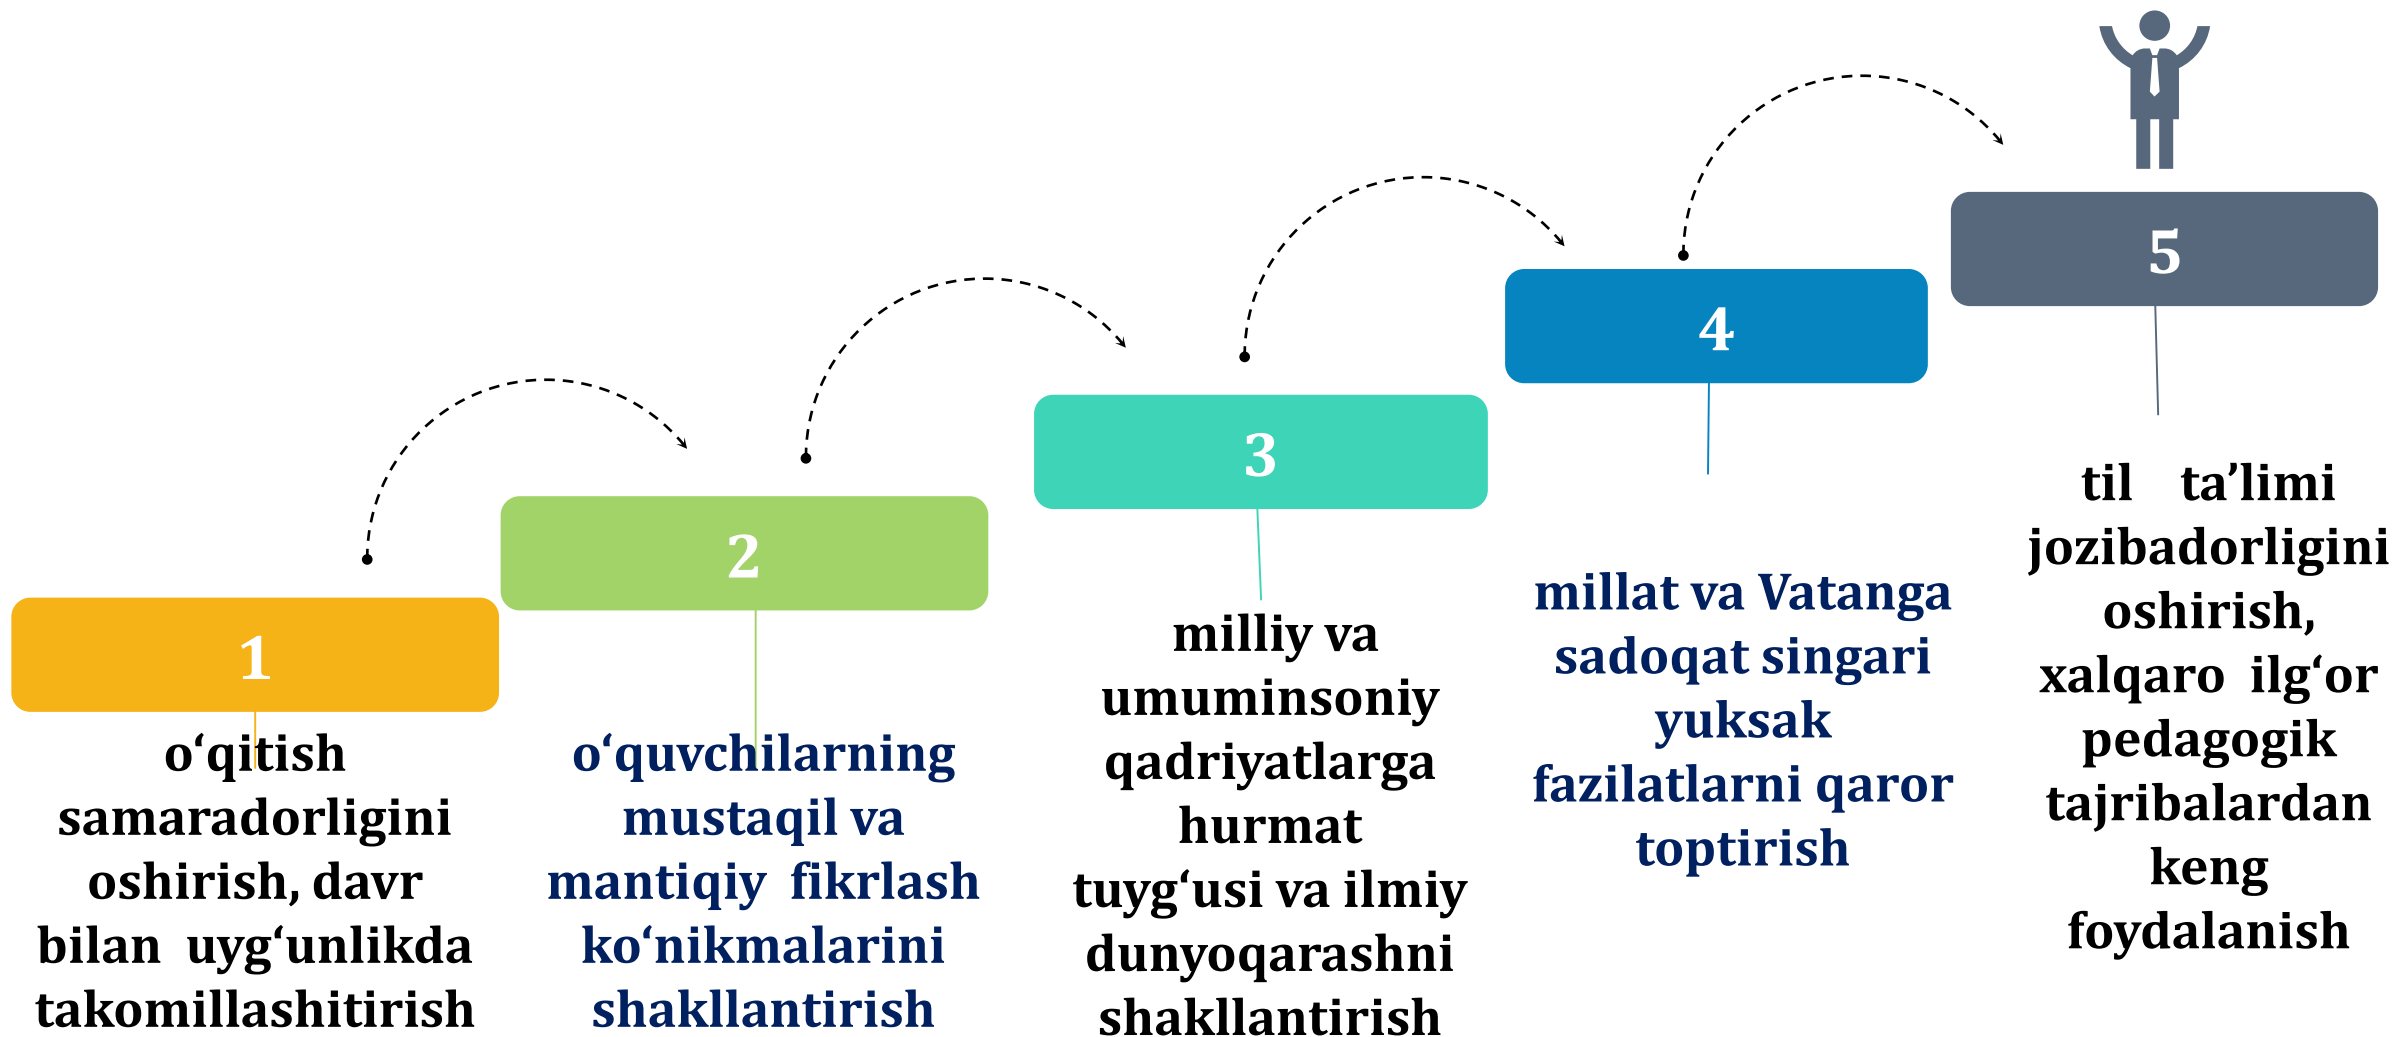 1
o‘qitish
samaradorligini
oshirish, davr
bilan uyg‘unlikda
takomillashitirish
2
o‘quvchilarning
mustaqil va
mantiqiy fikrlash
ko‘nikmalarini
shakllantirish
3
milliy va
umuminsoniy
qadriyatlarga
hurmat
tuyg‘usi va ilmiy
dunyoqarashni
shakllantirish
4
millat va Vatanga
sadoqat singari
yuksak
fazilatlarni qaror
toptirish
5
til ta’limi
jozibadorligini
oshirish,
xalqaro ilg‘or
pedagogik
tajribalardan
keng
foydalanish